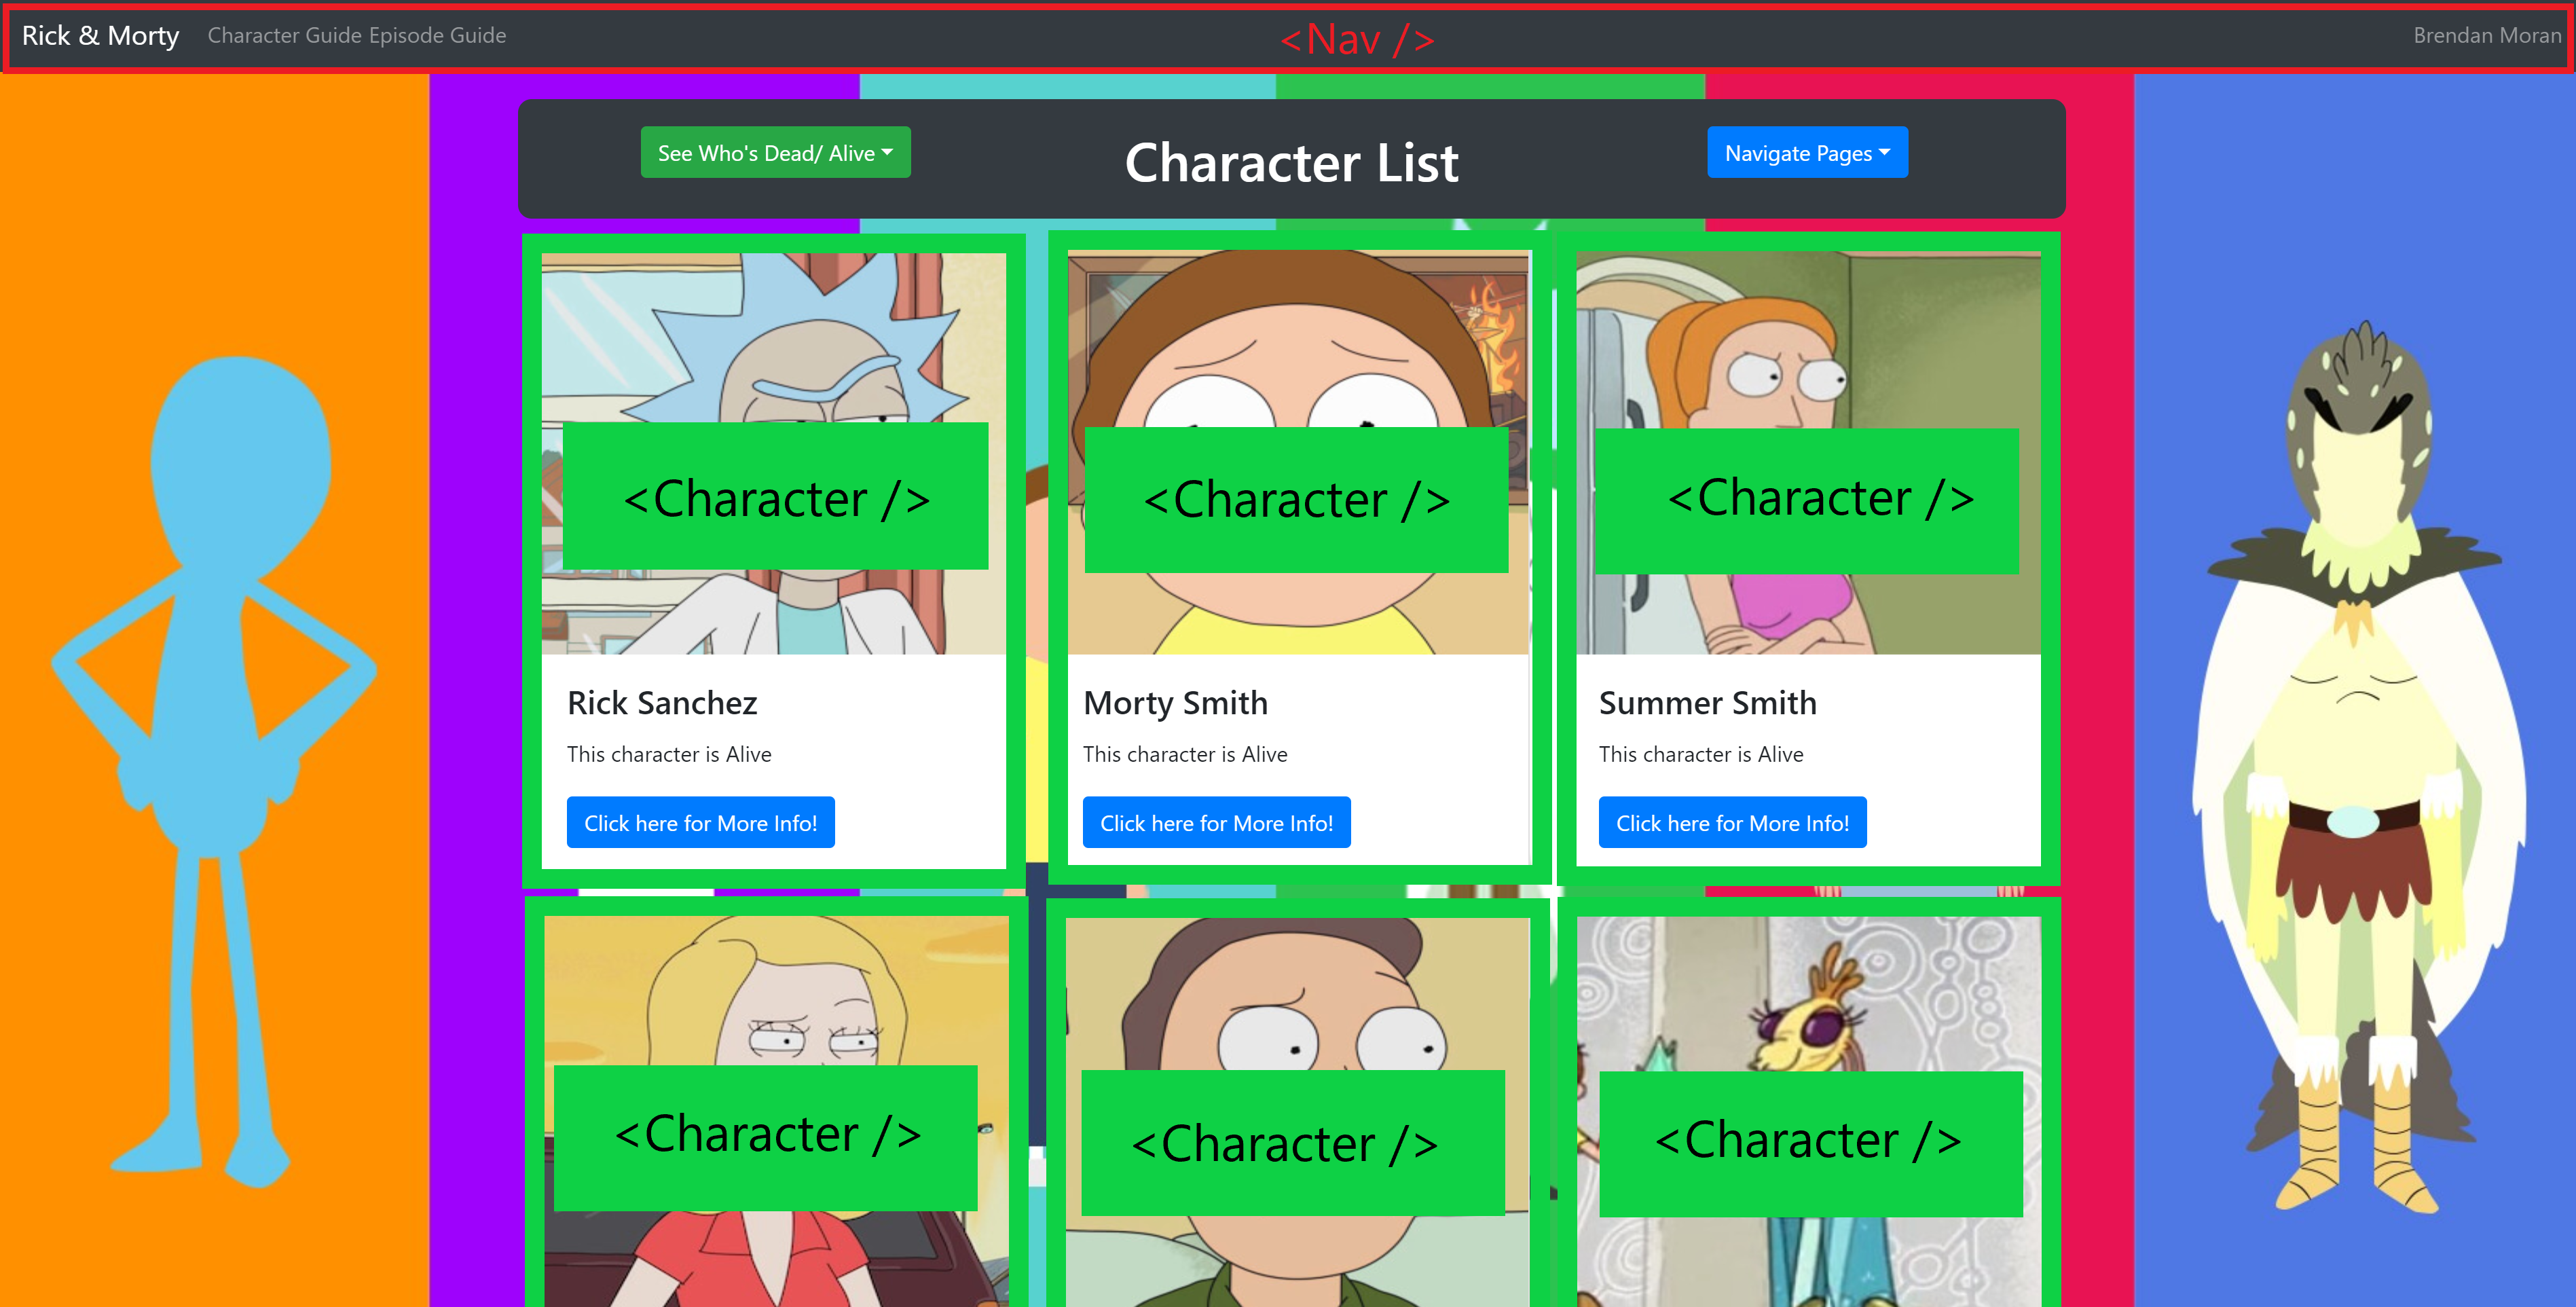 Rick & Morty Character Guide Episode Guide <Nav /> Brendan Moran
See Who's Dead/ Alive Character List Navigate Pages
<Character /> <Character /> <Character />
Rick Sanchez Morty Smith Summer Smith
This character is Alive This character is Alive This character is Alive
Click here for More Info! Click here for More Info! Click here for More Info!
<Character /> <Character /> <Character />